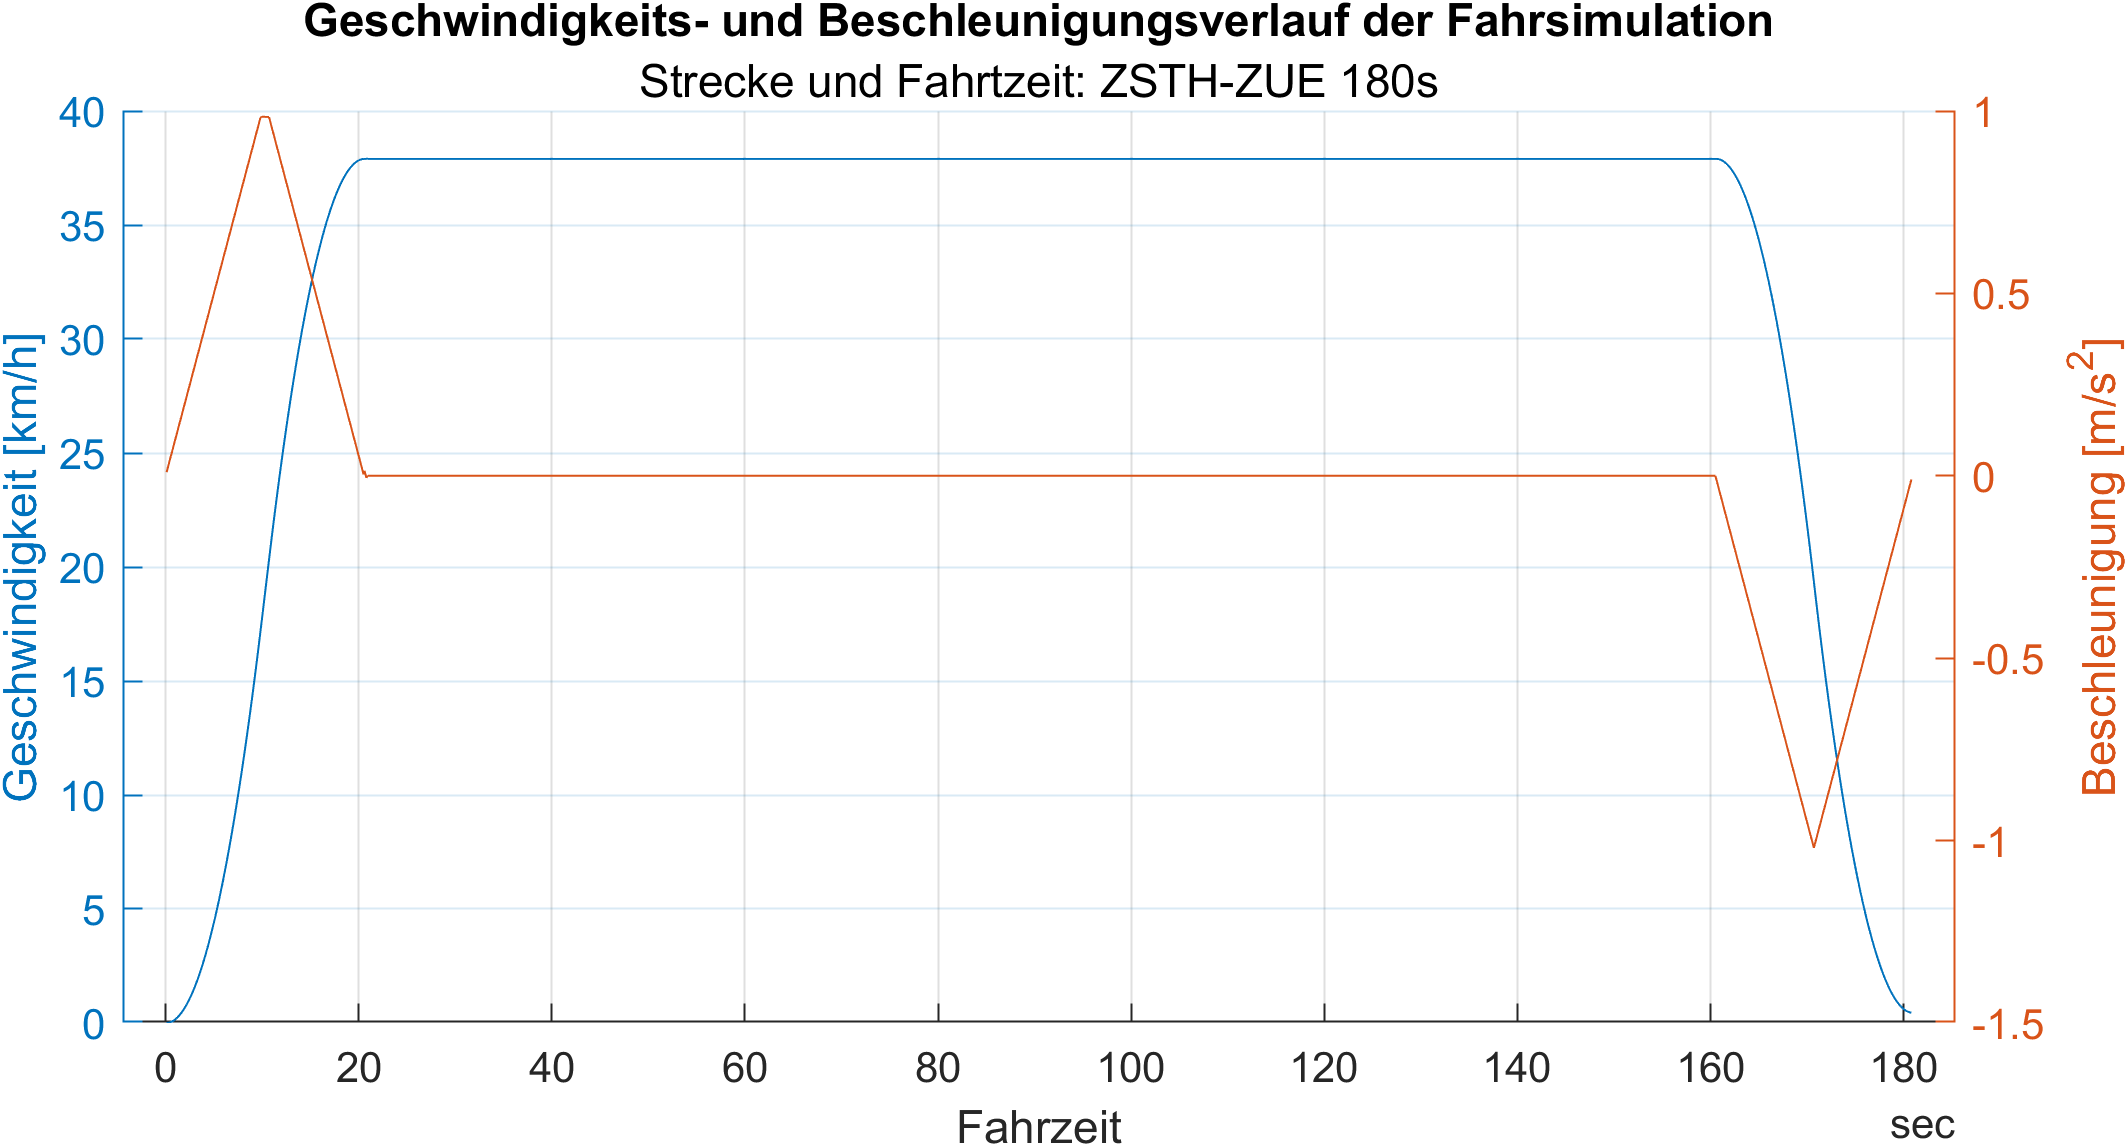 Geschwindigkeits- und Beschleunigungsverlauf der Fahrsimulation
Strecke und Fahrtzeit: ZSTH-ZUE 180s
Geschwindigkeit [km/h]
40
35
30
25
20
15
10
5
0
1
0.5
0
-0.5
-1
-1.5
Beschleunigung [m/s²]
0 20 40 60 80 100 120 140 160 180
Fahrzeit
sec